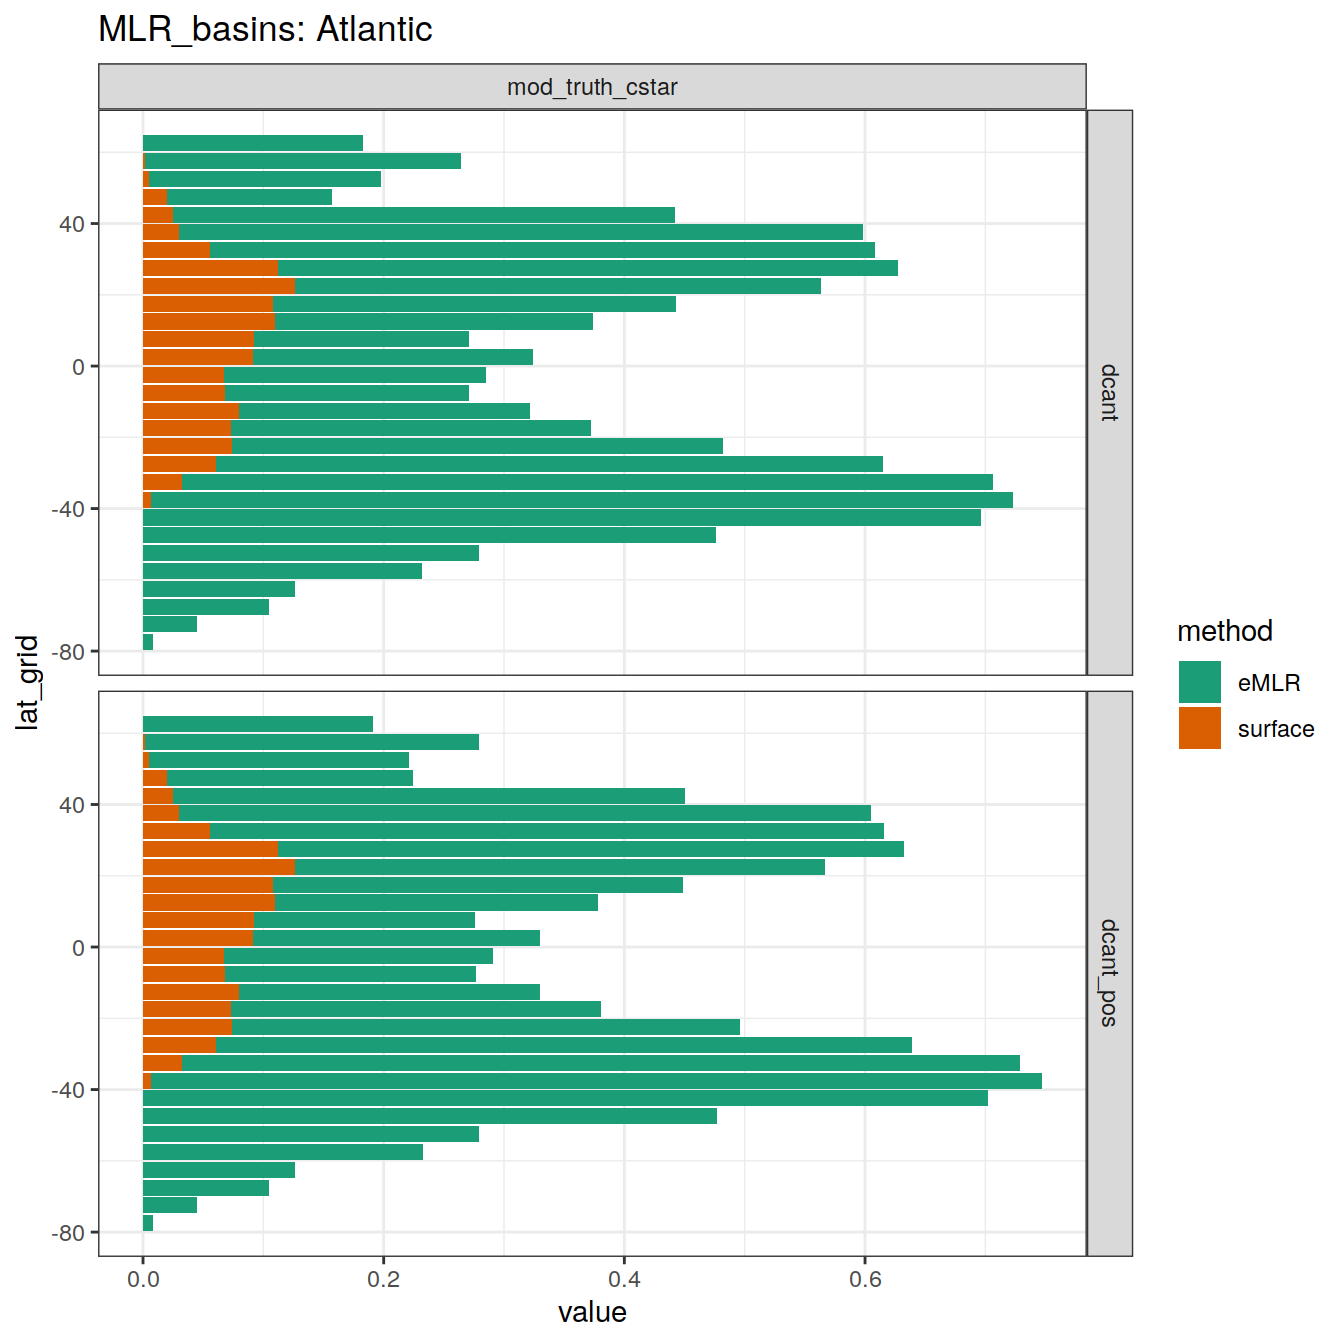 MLR_basins: Atlantic
mod_truth_cstar
40
0
-40
-80
dcant
40
0
-40
-80
dcant_pos
lat_grid
0.0 0.2 0.4 0.6
value
method
eMLR
surface